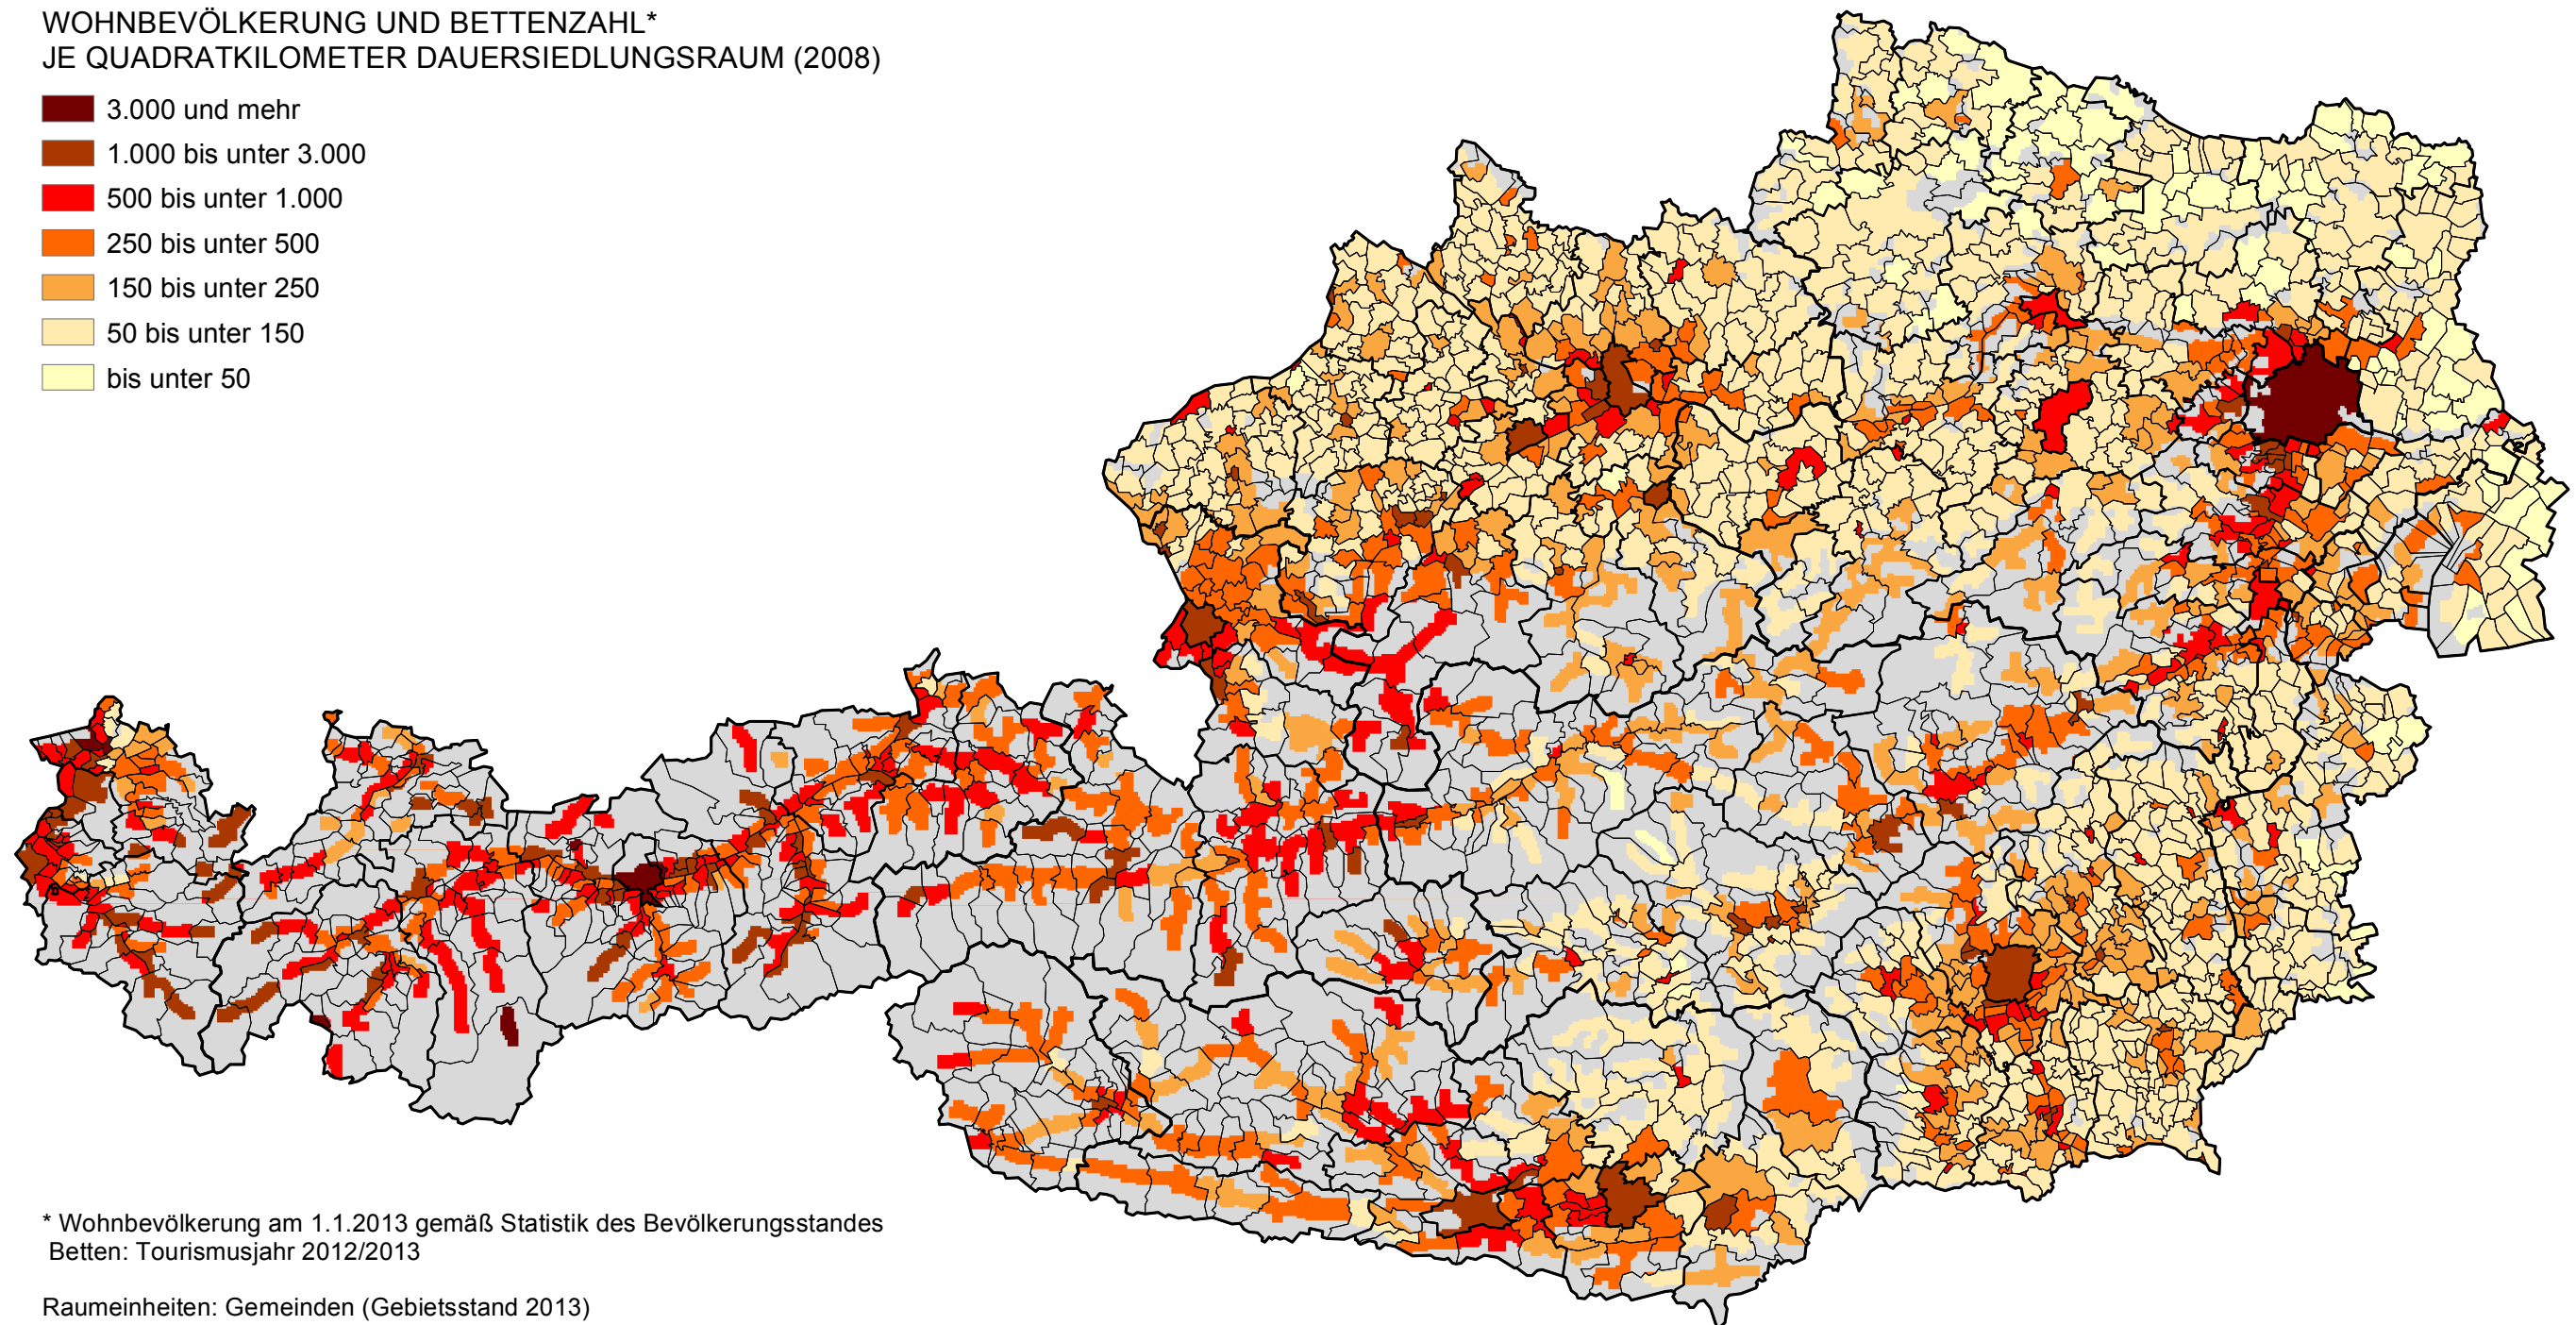 WOHNBEVÖLKERUNG UND BETTENZAHL*
JE QUADRATKILOMETER DAUERSIEDLUNGSRAUM (2008)
3.000 und mehr
1.000 bis unter 3.000
500 bis unter 1.000
250 bis unter 500
150 bis unter 250
50 bis unter 150
bis unter 50
* Wohnbevölkerung am 1.1.2013 gemäß Statistik des Bevölkerungsstandes
Betten: Tourismusjahr 2012/2013
Raumeinheiten: Gemeinden (Gebietsstand 2013)